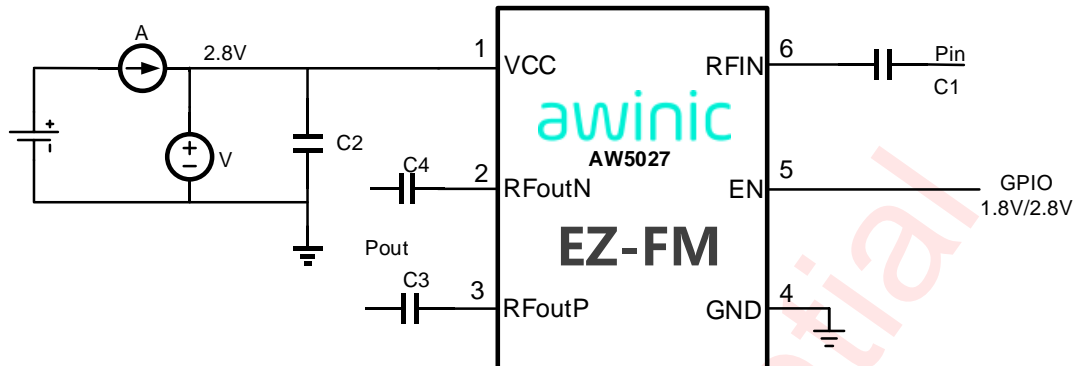 A
2.8V
1
VCC
6
RFIN
Pin
C1
awinic
AW5027
C2
V
C4
2
RFoutN
5
EN
GPIO
1.8V/2.8V
Pout
EZ-FM
C3
3
RFoutP
4
GND
tial